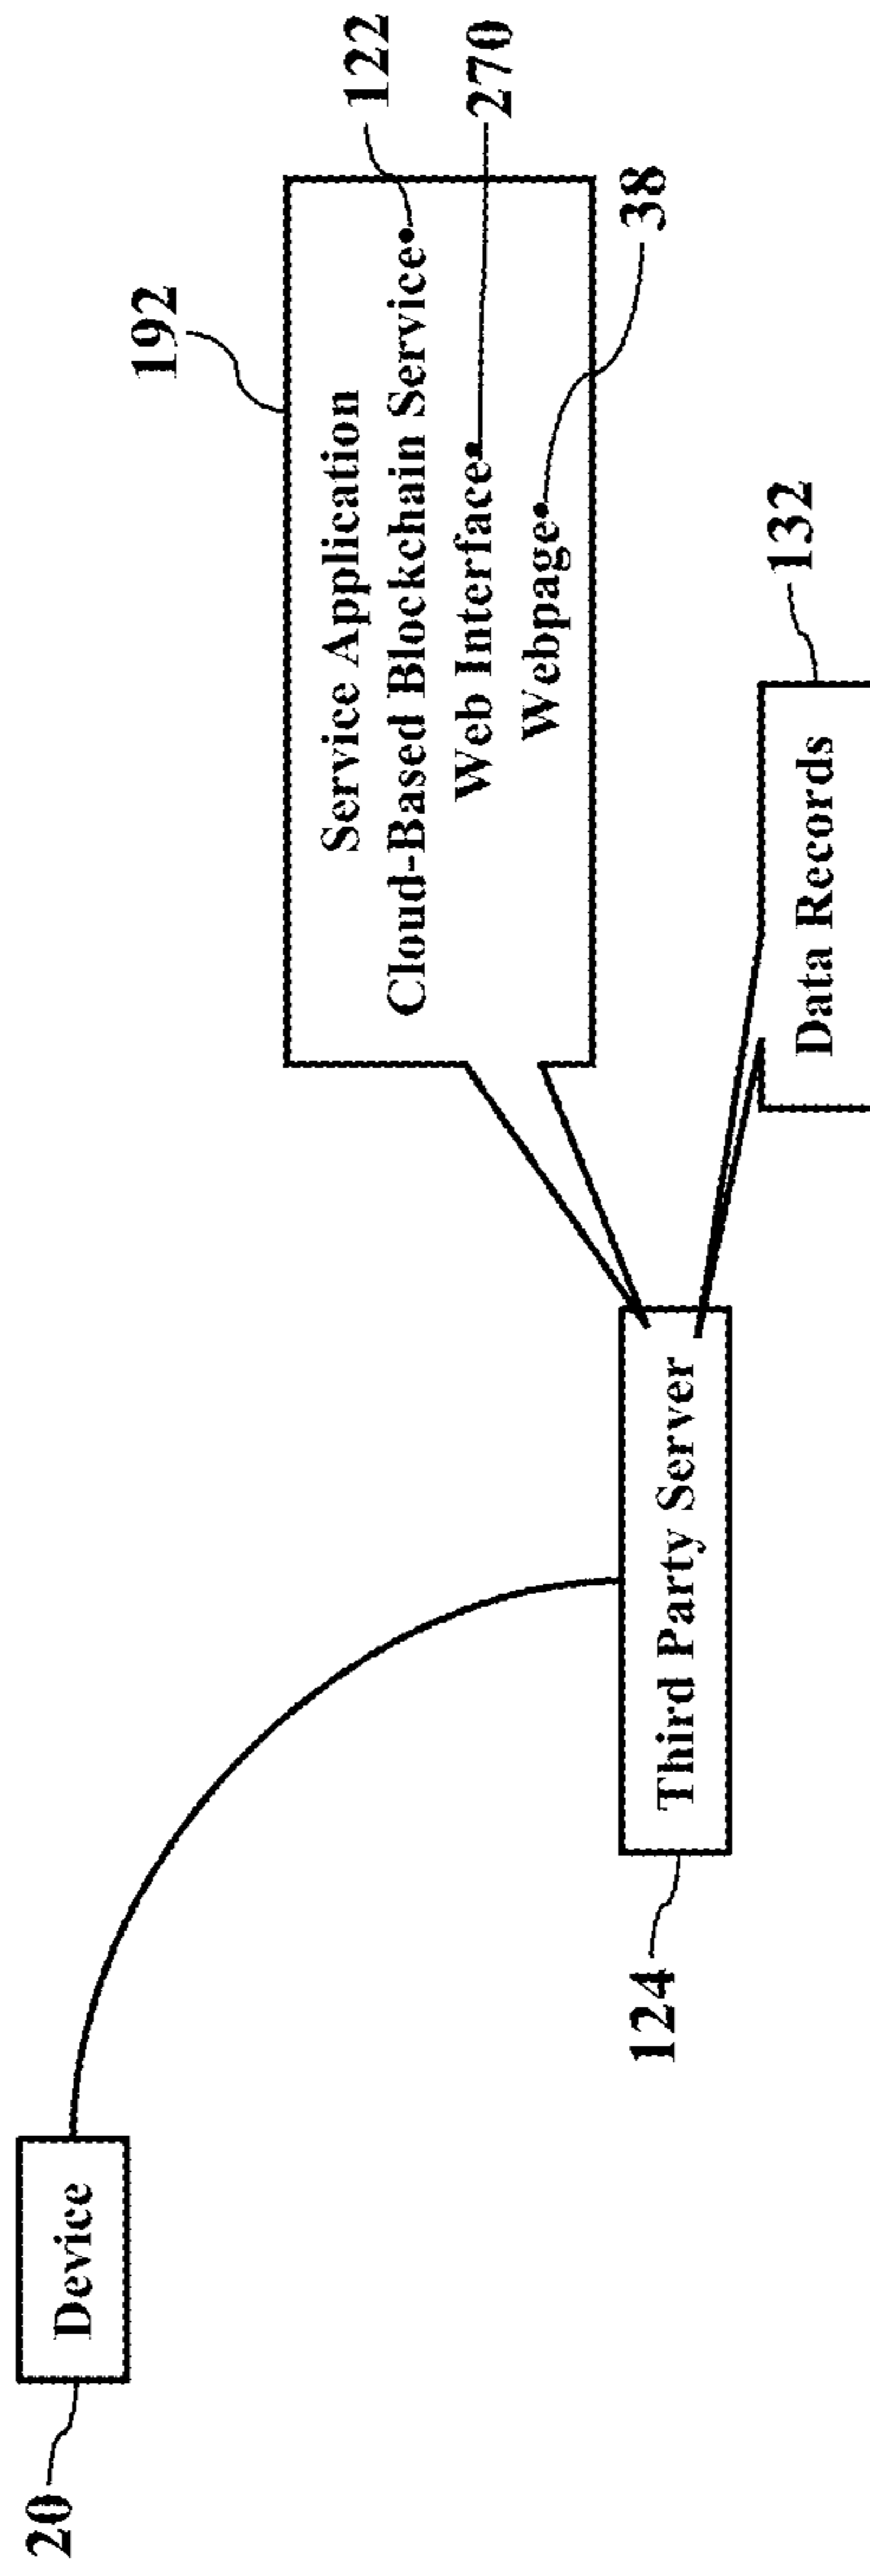 20
Device
124
Third Party Server
192
Service Application
Cloud-Based Blockchain Service
122
Web Interface
270
Webpage
38
132
Data Records